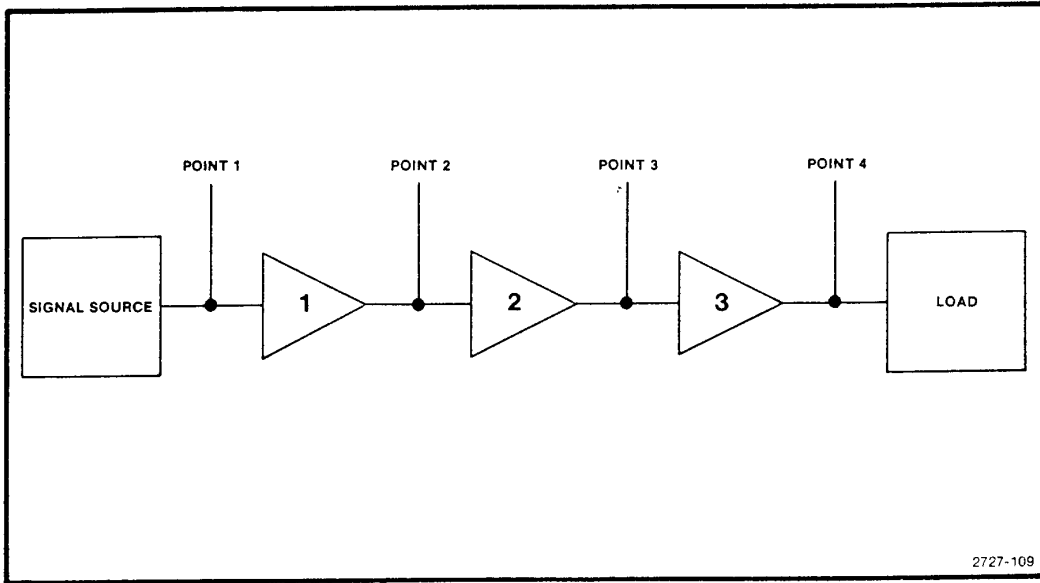 POINT 1
POINT 2
POINT 3
POINT 4
SIGNAL SOURCE
1
2
3
LOAD
2727-109